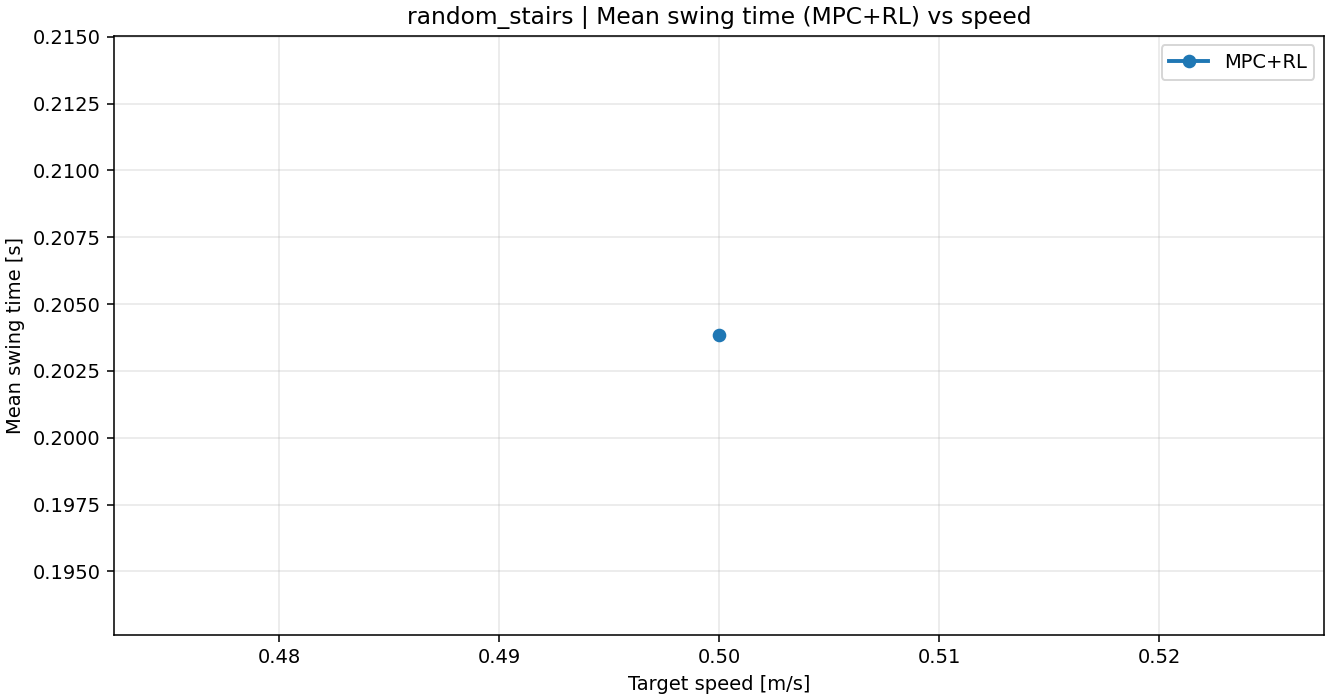 random_stairs | Mean swing time (MPC+RL) vs speed
MPC+RL
Mean swing time [s]
0.2150
0.2125
0.2100
0.2075
0.2050
0.2025
0.2000
0.1975
0.1950
0.48 0.49 0.50 0.51 0.52
Target speed [m/s]